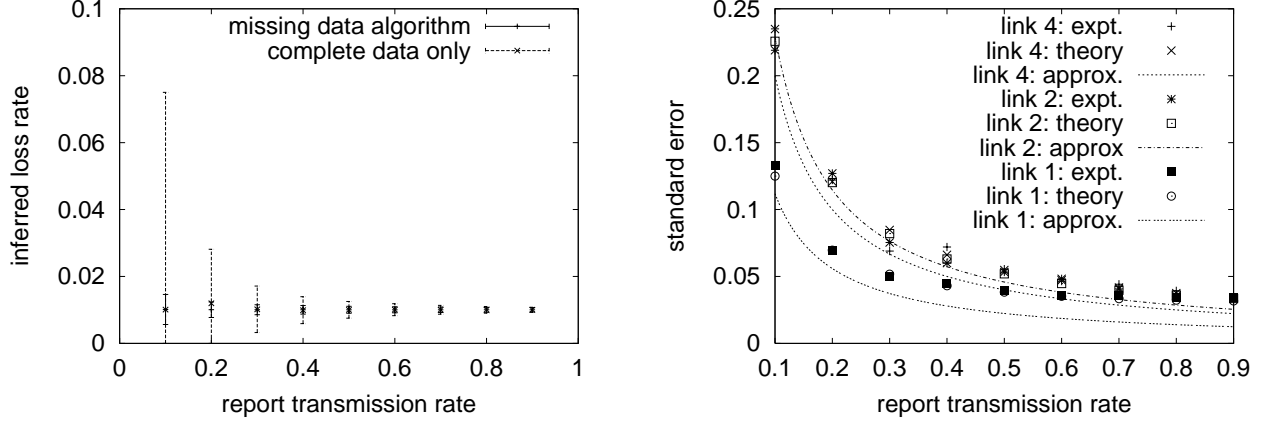 0.1
0.08
0.06
0.04
0.02
0
inferred loss rate
missing data algorithm
complete data only
0 0.2 0.4 0.6 0.8 1
report transmission rate
0.25
0.2
0.15
0.1
0.05
0
standard error
link 4: expt.
link 4: theory
link 4: approx.
link 2: expt.
link 2: theory
link 2: approx
link 1: expt.
link 1: theory
link 1: approx.
0.1 0.2 0.3 0.4 0.5 0.6 0.7 0.8 0.9
report transmission rate